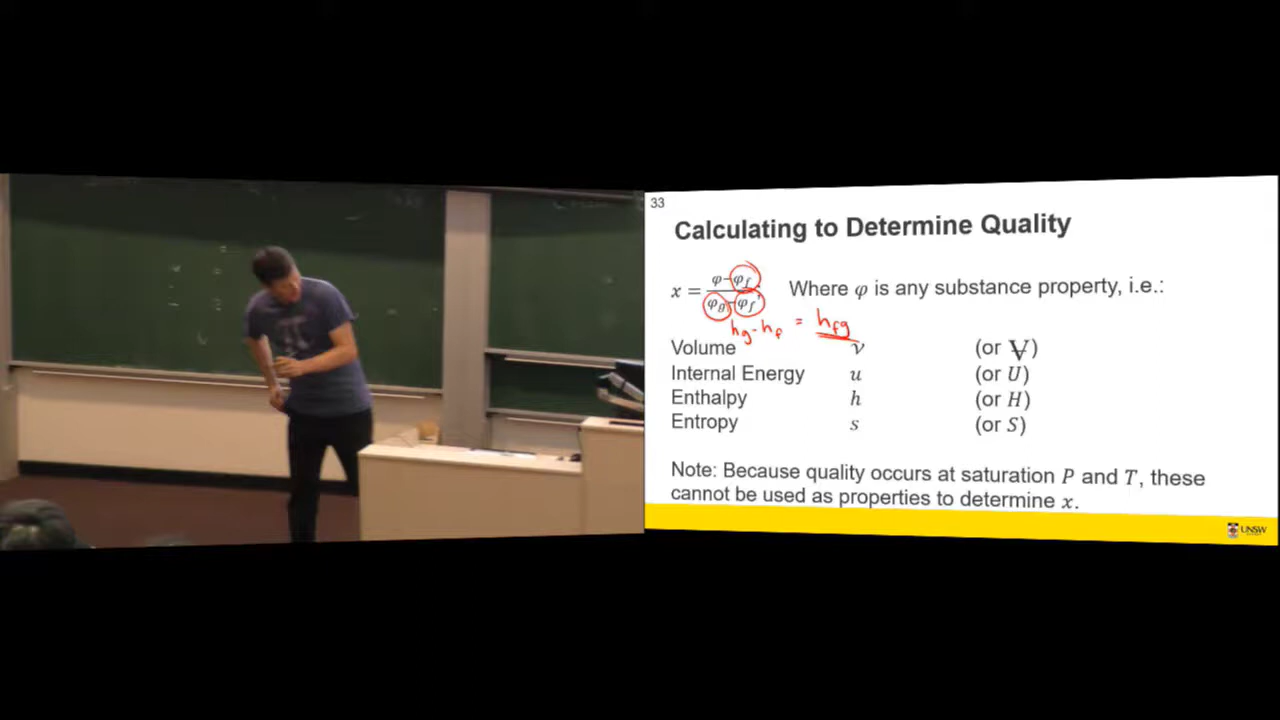 33
Calculating to Determine Quality
x = φ−φf / φg−φf Where φ is any substance property, i.e.:
hg - hf = hfg
Volume v (or V)
Internal Energy u (or U)
Enthalpy h (or H)
Entropy s (or S)
Note: Because quality occurs at saturation P and T, these
cannot be used as properties to determine x.
UNSW